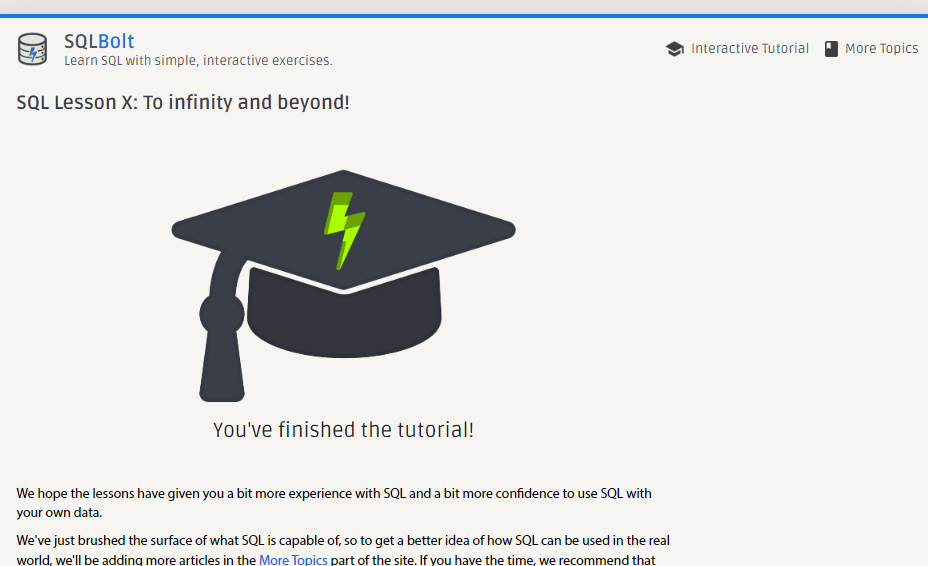 SQLBolt
Learn SQL with simple, interactive exercises.
Interactive Tutorial
More Topics
SQL Lesson X: To infinity and beyond!
You've finished the tutorial!
We hope the lessons have given you a bit more experience with SQL and a bit more confidence to use SQL with
your own data.
We've just brushed the surface of what SQL is capable of, so to get a better idea of how SQL can be used in the real
world, we'll be adding more articles in the More Topics part of the site. If you have the time, we recommend that